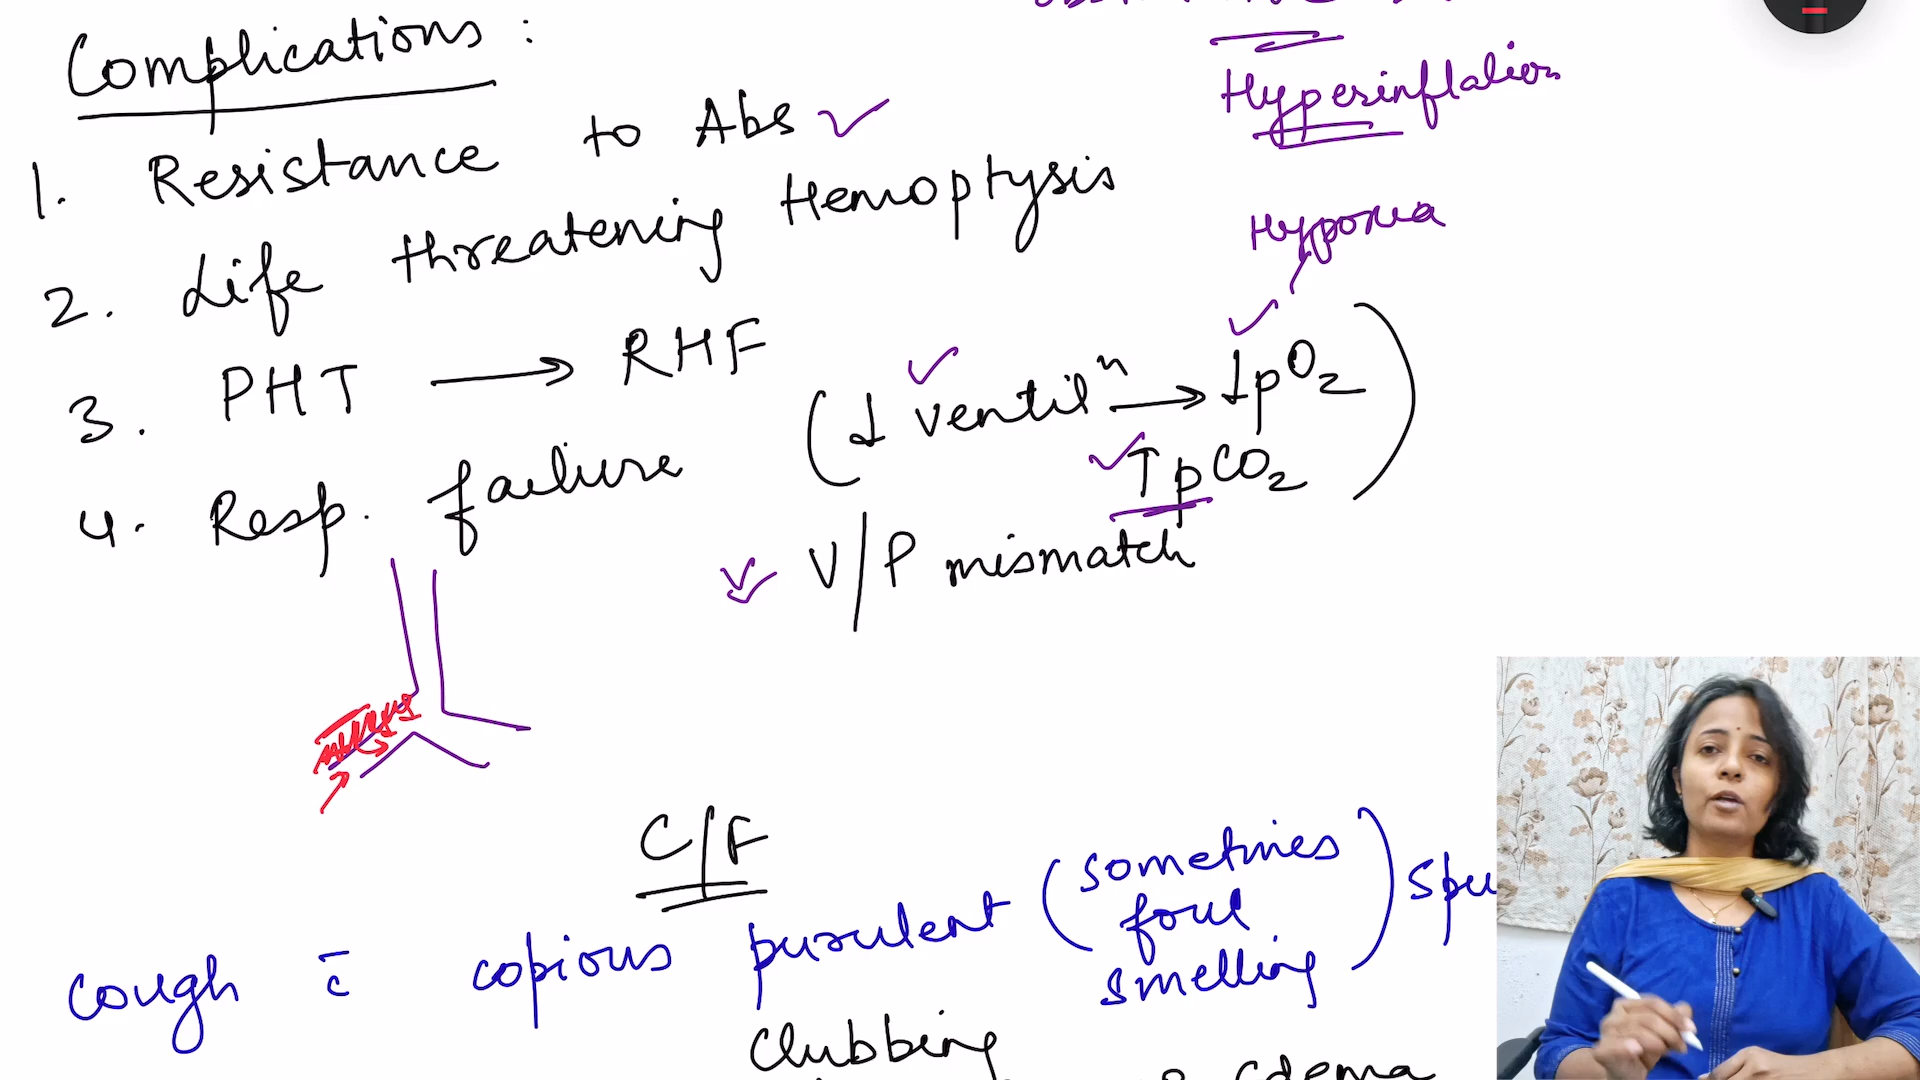 Complications :
Hyperinflation
1. Resistance to Abs ✓
2. Life threatening Hemoptysis
Hypoxia
3. PHT → RHF
(↓ ventilⁿ → ↓pO₂
↑pCO₂)
4. Resp. failure
V/P mismatch
C/F
cough c̄ copious purulent (sometimes foul smelling) spu
Clubbing
edema